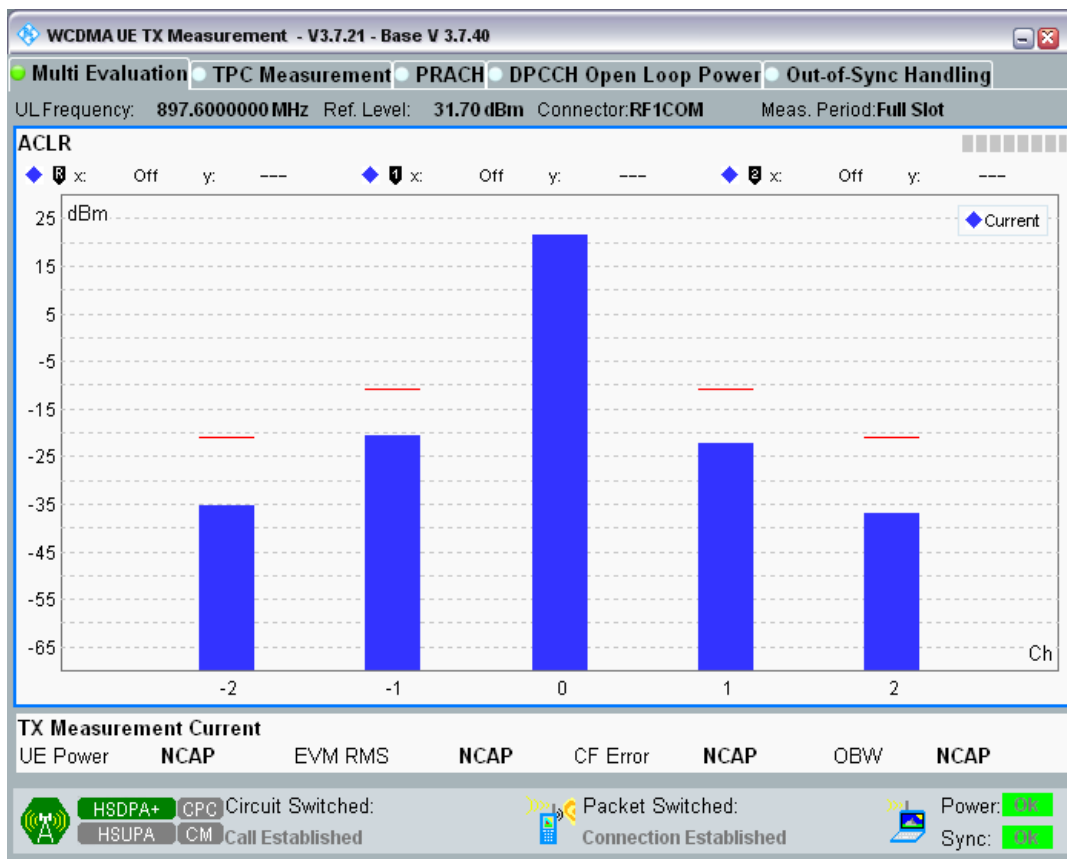 WCDMA UE TX Measurement - V3.7.21 - Base V 3.7.40
Multi Evaluation TPC Measurement PRACH DPCCH Open Loop Power Out-of-Sync Handling
UL Frequency: 897.6000000 MHz Ref. Level: 31.70 dBm Connector:RF1COM Meas. Period:Full Slot
ACLR
R x: Off y: --- 1 x: Off y: --- 2 x: Off y: ---
dBm
Current
25
15
5
-5
-15
-25
-35
-45
-55
-65
Ch
-2 -1 0 1 2
TX Measurement Current
UE Power NCAP EVM RMS NCAP CF Error NCAP OBW NCAP
HSDPA+ CPC Circuit Switched: Packet Switched: Power: Ok
HSUPA CM Call Established Connection Established Sync: Ok